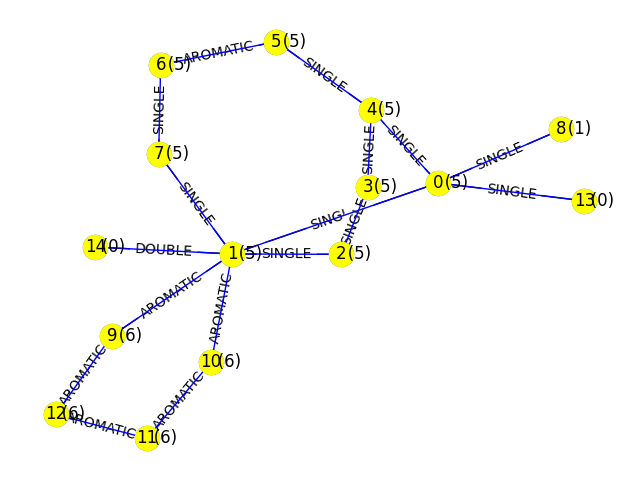 5(5)
AROMATIC
6(5)
SINGLE
4(5)
SINGLE
SINGLE
8(1)
SINGLE
SINGLE
7(5)
3(5)
0(5)
SINGLE
13(0)
SINGLE
SINGLE
SINGLE
14(0)
DOUBLE
1(5)
SINGLE
2(5)
AROMATIC
AROMATIC
9(6)
10(6)
AROMATIC
AROMATIC
12(6)
AROMATIC
11(6)